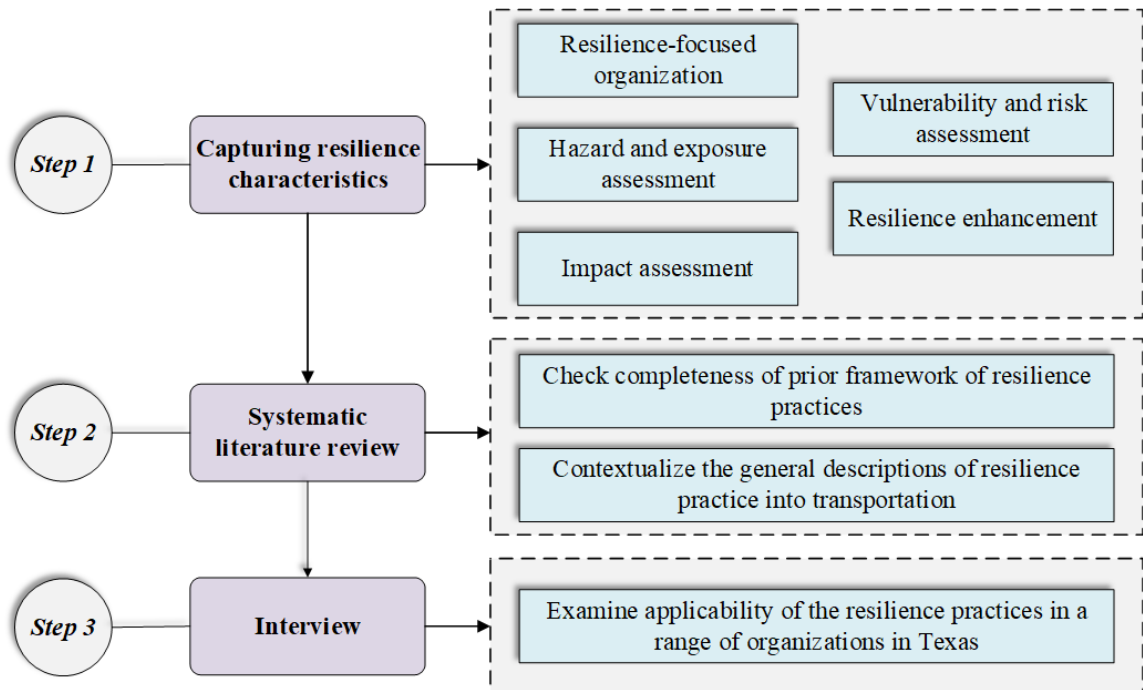 Step 1
Capturing resilience
characteristics
Resilience-focused
organization
Hazard and exposure
assessment
Impact assessment
Vulnerability and risk
assessment
Resilience enhancement
Step 2
Systematic
literature review
Check completeness of prior framework of resilience
practices
Contextualize the general descriptions of resilience
practice into transportation
Step 3
Interview
Examine applicability of the resilience practices in a
range of organizations in Texas